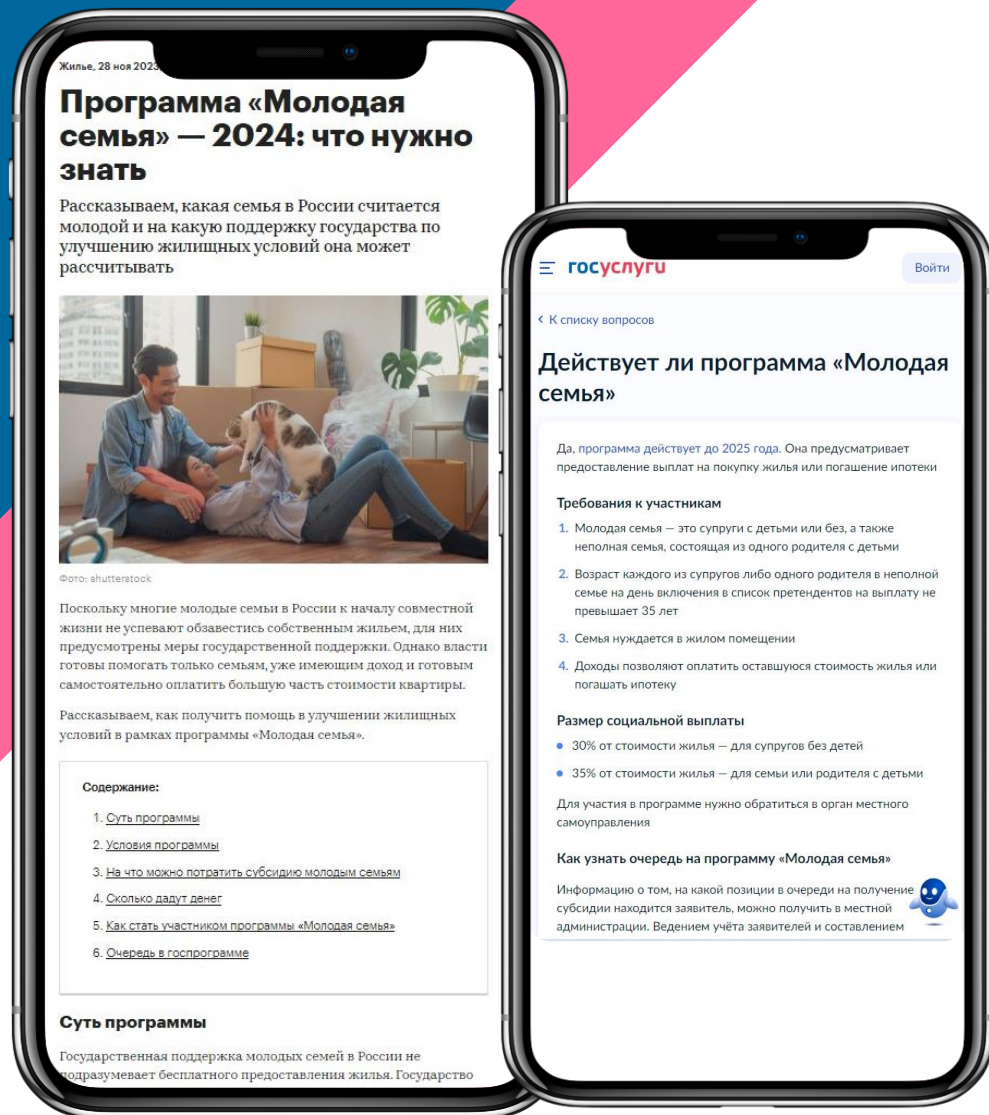 Жилье, 28 ноя 2023
Программа «Молодая
семья» — 2024: что нужно
знать
Рассказываем, какая семья в России считается
молодой и на какую поддержку государства по
улучшению жилищных условий она может
рассчитывать
Фото: shutterstock
Поскольку многие молодые семьи в России к началу совместной
жизни не успевают обзавестись собственным жильем, для них
предусмотрены меры государственной поддержки. Однако власти
готовы помогать только семьям, уже имеющим доход и готовым
самостоятельно оплатить большую часть стоимости квартиры.
Рассказываем, как получить помощь в улучшении жилищных
условий в рамках программы «Молодая семья».
Содержание:
1. Суть программы
2. Условия программы
3. На что можно потратить субсидию молодым семьям
4. Сколько дадут денег
5. Как стать участником программы «Молодая семья»
6. Очередь в госпрограмме
Суть программы
Государственная поддержка молодых семей в России не
подразумевает бесплатного предоставления жилья. Государство
госуслуги
Войти
К списку вопросов
Действует ли программа «Молодая
семья»
Да, программа действует до 2025 года. Она предусматривает
предоставление выплат на покупку жилья или погашение ипотеки
Требования к участникам
1. Молодая семья — это супруги с детьми или без, а также
неполная семья, состоящая из одного родителя с детьми
2. Возраст каждого из супругов либо одного родителя в неполной
семье на день включения в список претендентов на выплату не
превышает 35 лет
3. Семья нуждается в жилом помещении
4. Доходы позволяют оплатить оставшуюся стоимость жилья или
погашать ипотеку
Размер социальной выплаты
• 30% от стоимости жилья — для супругов без детей
• 35% от стоимости жилья — для семьи или родителя с детьми
Для участия в программе нужно обратиться в орган местного
самоуправления
Как узнать очередь на программу «Молодая семья»
Информацию о том, на какой позиции в очереди на получение
субсидии находится заявитель, можно получить в местной
администрации. Ведением учёта заявителей и составлением